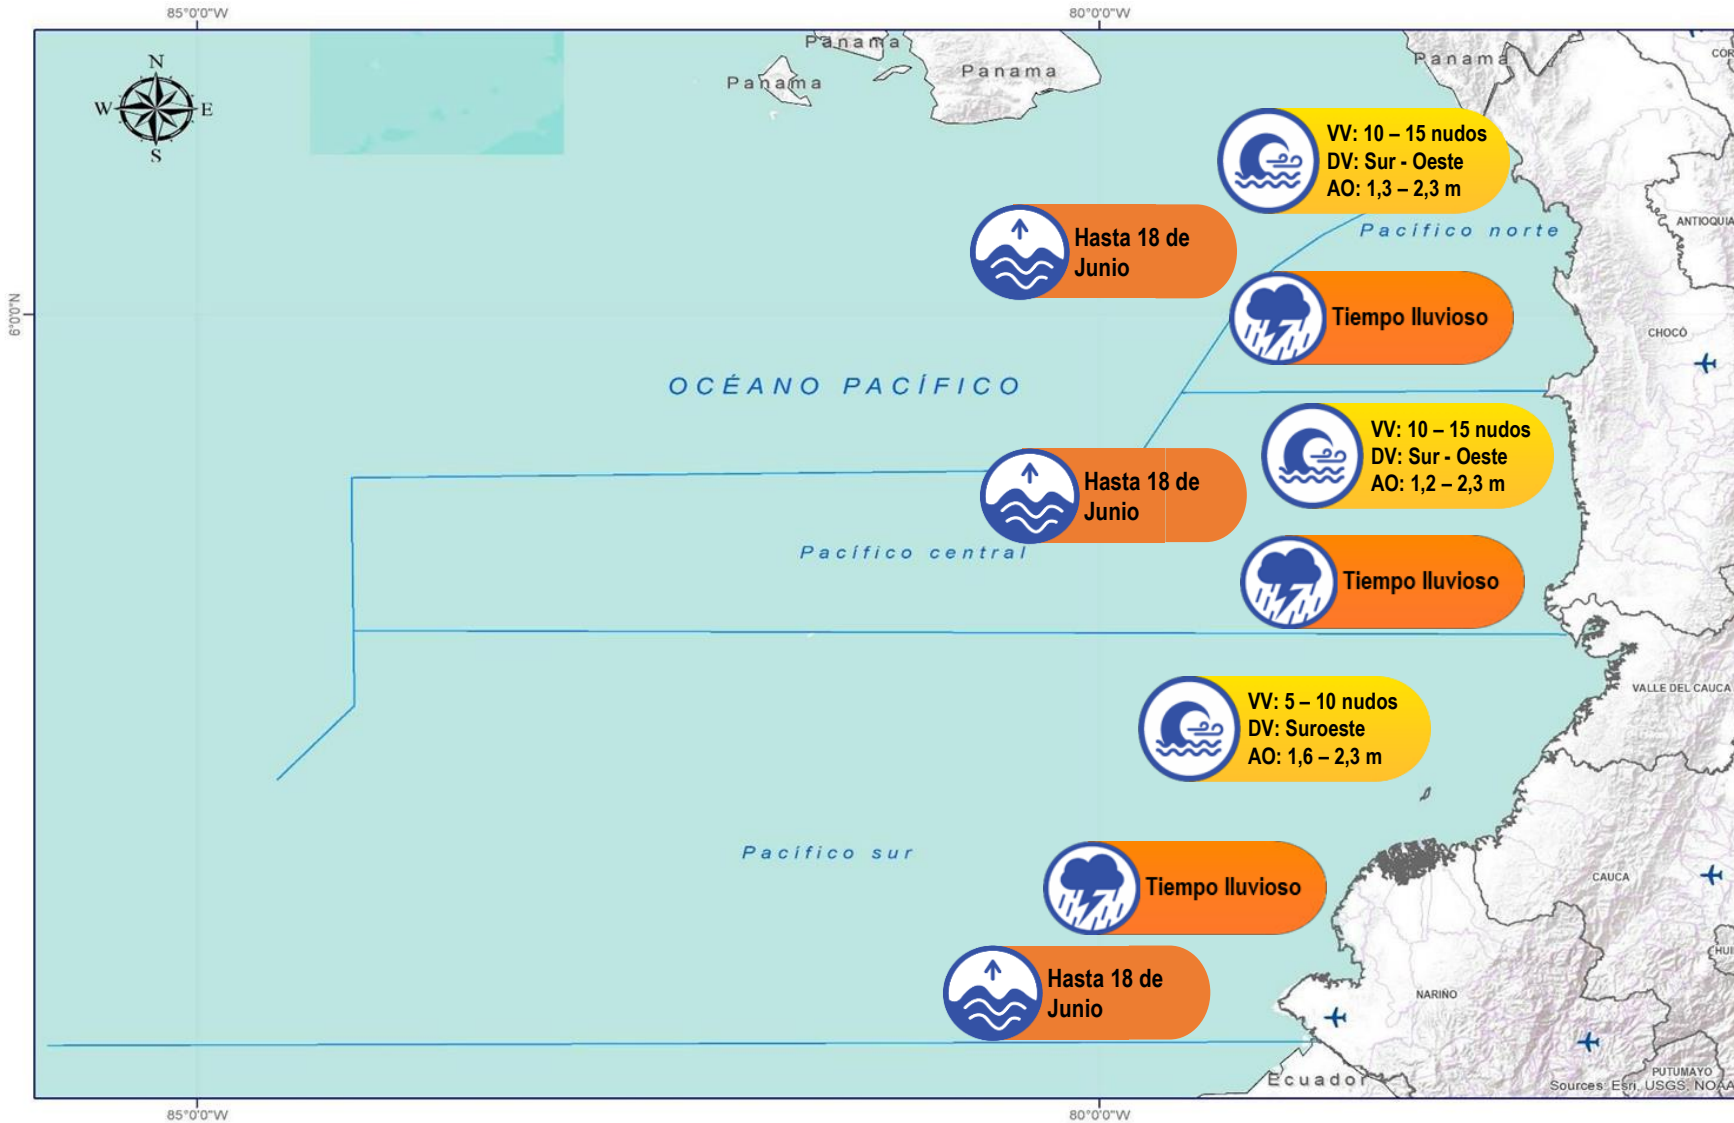 85°0'0"W
80°0'0"W
Panama
Panama
Panama
Panama
CÓR
N
W
E
S
VV: 10 – 15 nudos
DV: Sur - Oeste
AO: 1,3 – 2,3 m
Hasta 18 de
Junio
Pacífico norte
ANTIOQUIA
6°0'0"N
Tiempo lluvioso
CHOCÓ
OCÉANO PACÍFICO
VV: 10 – 15 nudos
DV: Sur - Oeste
AO: 1,2 – 2,3 m
Hasta 18 de
Junio
Pacífico central
Tiempo lluvioso
VALLE DEL CAUCA
VV: 5 – 10 nudos
DV: Suroeste
AO: 1,6 – 2,3 m
Pacífico sur
Tiempo lluvioso
CAUCA
HUI
Hasta 18 de
Junio
NARIÑO
Ecuador
PUTUMAYO
Sources: Esri, USGS, NOAA
85°0'0"W
80°0'0"W